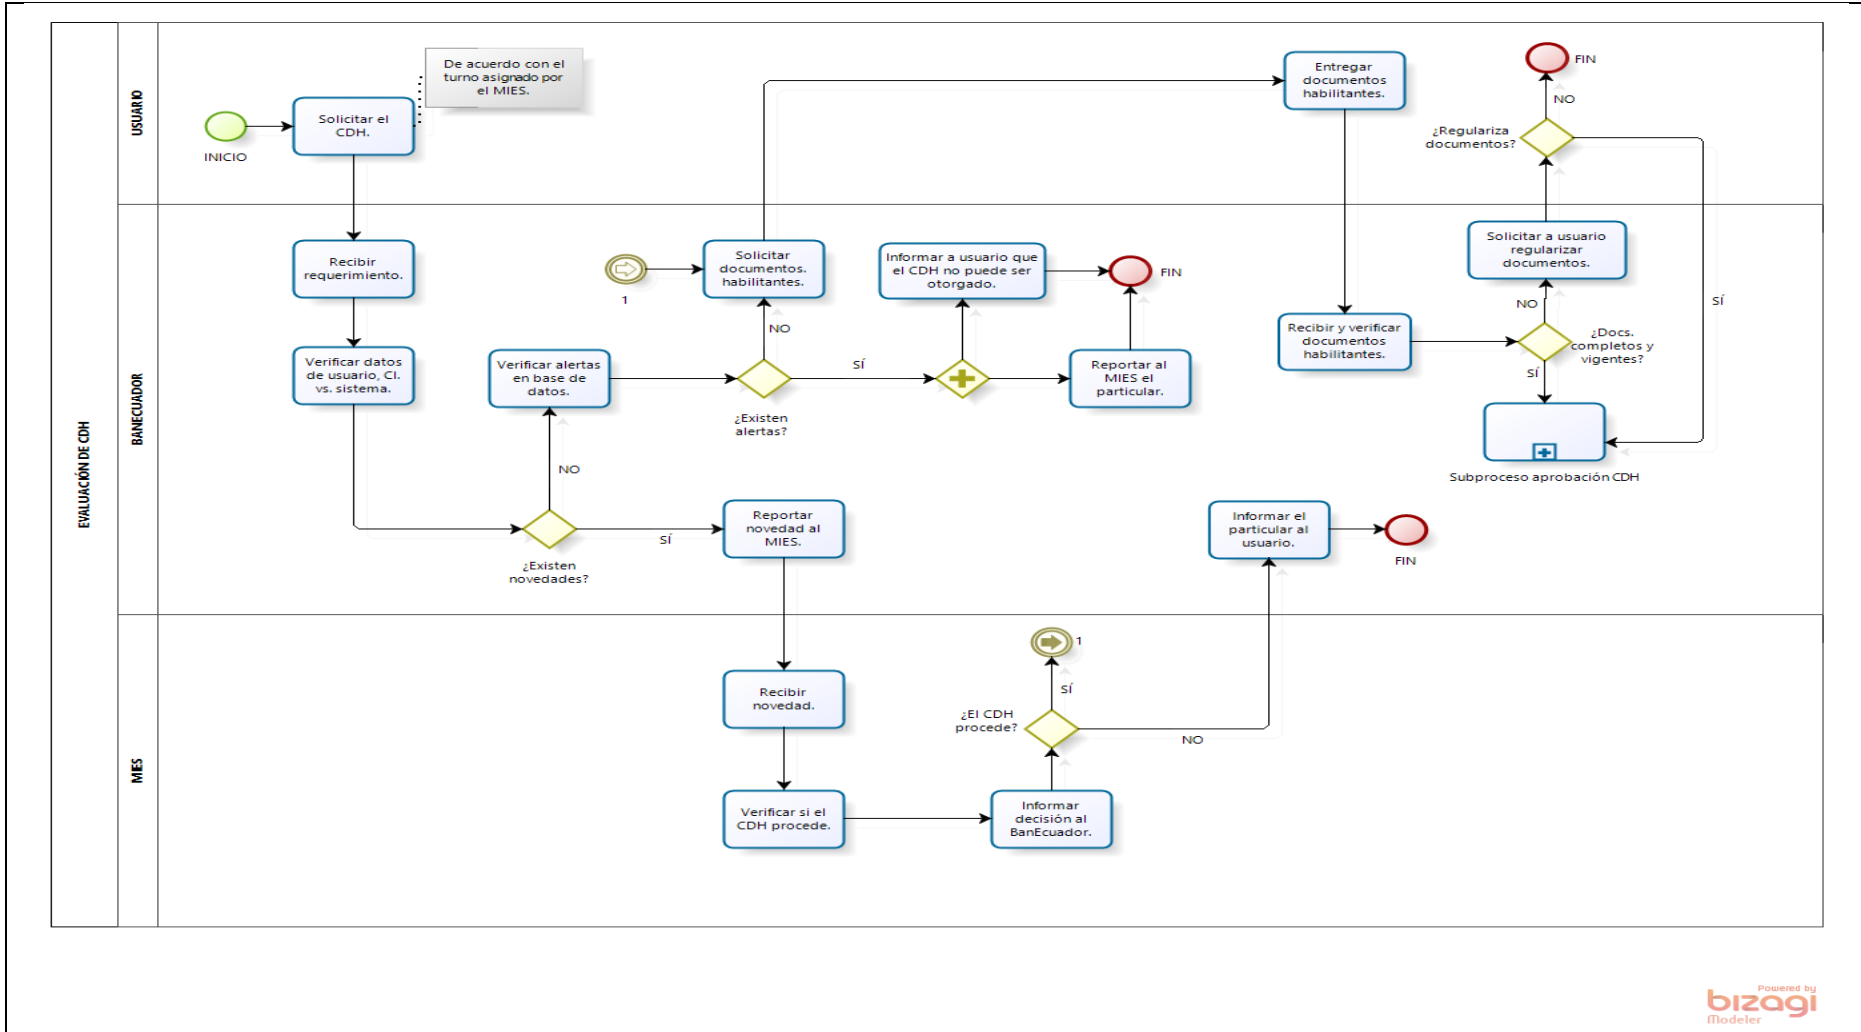 EVALUACIÓN DE CDH
USUARIO
INICIO
Solicitar el
CDH.
De acuerdo con el
turno asignado por
el MIES.
Entregar
documentos
habilitantes.
FIN
NO
¿Regulariza
documentos?
SÍ
BANECUADOR
Recibir
requerimiento.
Verificar datos
de usuario, CI.
vs. sistema.
¿Existen
novedades?
NO
SÍ
Verificar alertas
en base de
datos.
¿Existen
alertas?
NO
SÍ
1
Solicitar
documentos.
habilitantes.
Informar a usuario que
el CDH no puede ser
otorgado.
FIN
Reportar al
MIES el
particular.
Reportar
novedad al
MIES.
Recibir y verificar
documentos
habilitantes.
Solicitar a usuario
regularizar
documentos.
NO
¿Docs.
completos y
vigentes?
SÍ
Subproceso aprobación CDH
Informar el
particular al
usuario.
FIN
MIES
Recibir
novedad.
Verificar si el
CDH procede.
Informar
decisión al
BanEcuador.
¿El CDH
procede?
SÍ
1
NO
Powered by
bizagi
Modeler